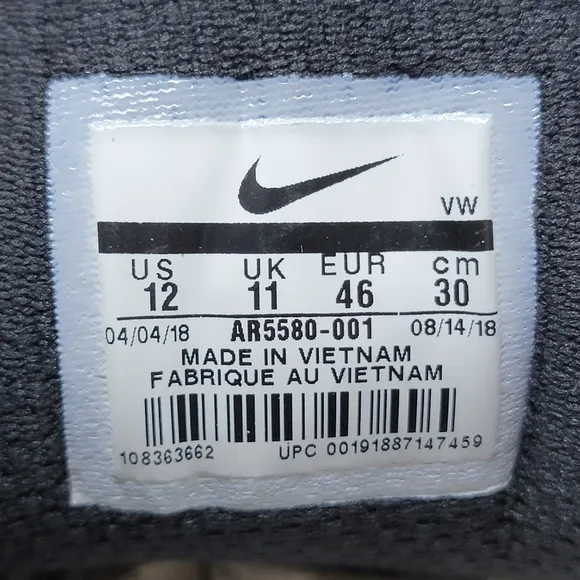 VW
US UK EUR cm
12 11 46 30
04/04/18 AR5580-001 08/14/18
MADE IN VIETNAM
FABRIQUE AU VIETNAM
108363662 UPC 00191887147459